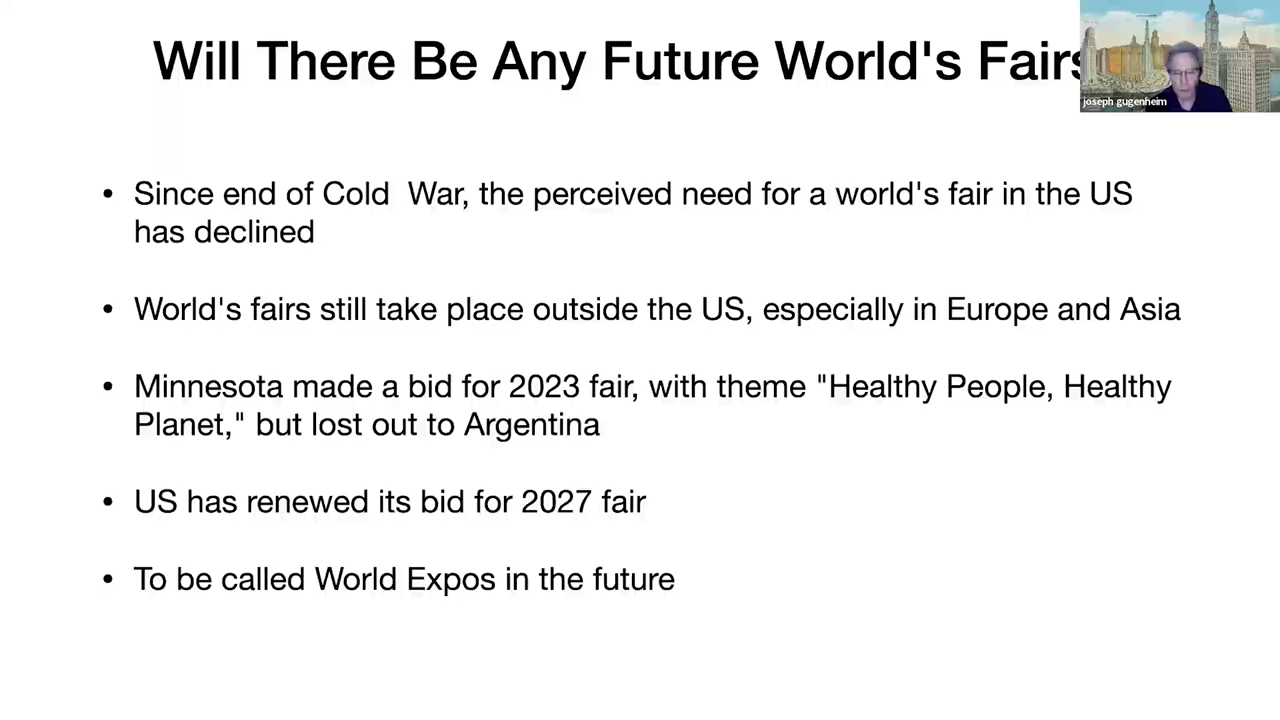 Will There Be Any Future World's Fairs
joseph gugenheim
• Since end of Cold  War, the perceived need for a world's fair in the US
has declined
• World's fairs still take place outside the US, especially in Europe and Asia
• Minnesota made a bid for 2023 fair, with theme "Healthy People, Healthy
Planet," but lost out to Argentina
• US has renewed its bid for 2027 fair
• To be called World Expos in the future